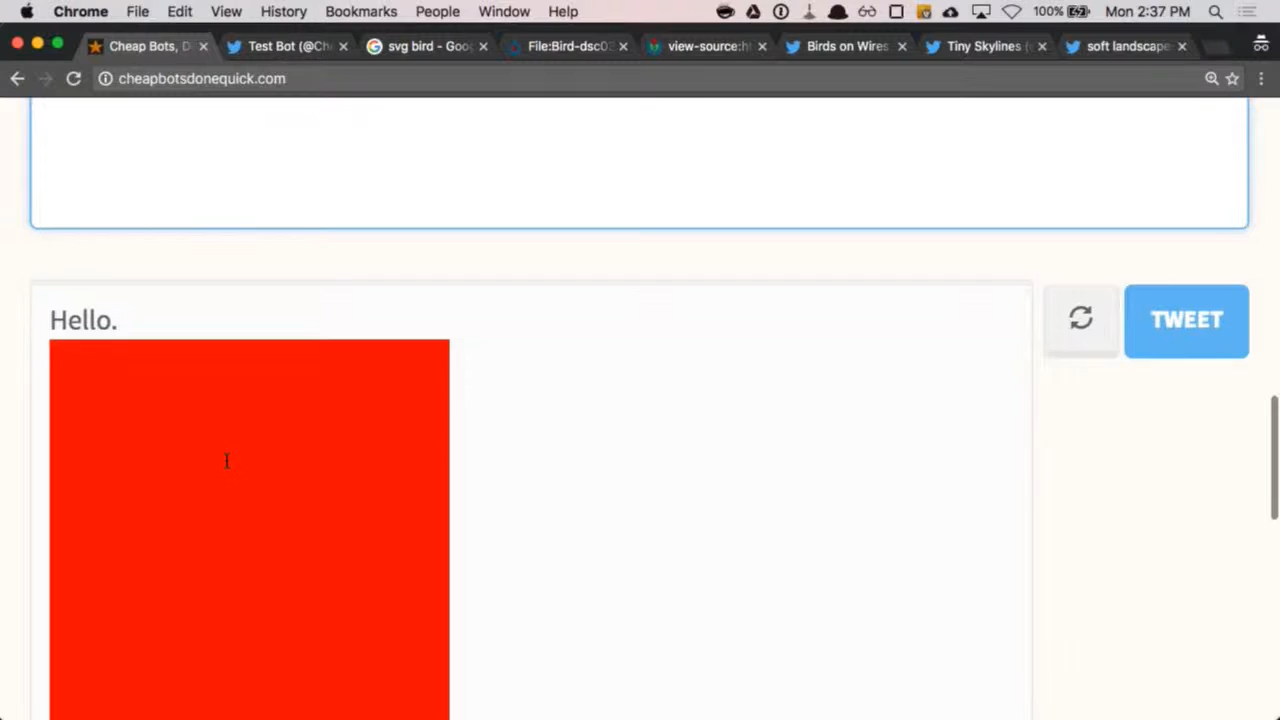 Chrome File Edit View History Bookmarks People Window Help 100% Mon 2:37 PM
Cheap Bots, D Test Bot (@Ch svg bird - Goo File:Bird-dsc0 view-source:h Birds on Wires Tiny Skylines ( soft landscape
cheapbotsdonequick.com
Hello.
TWEET